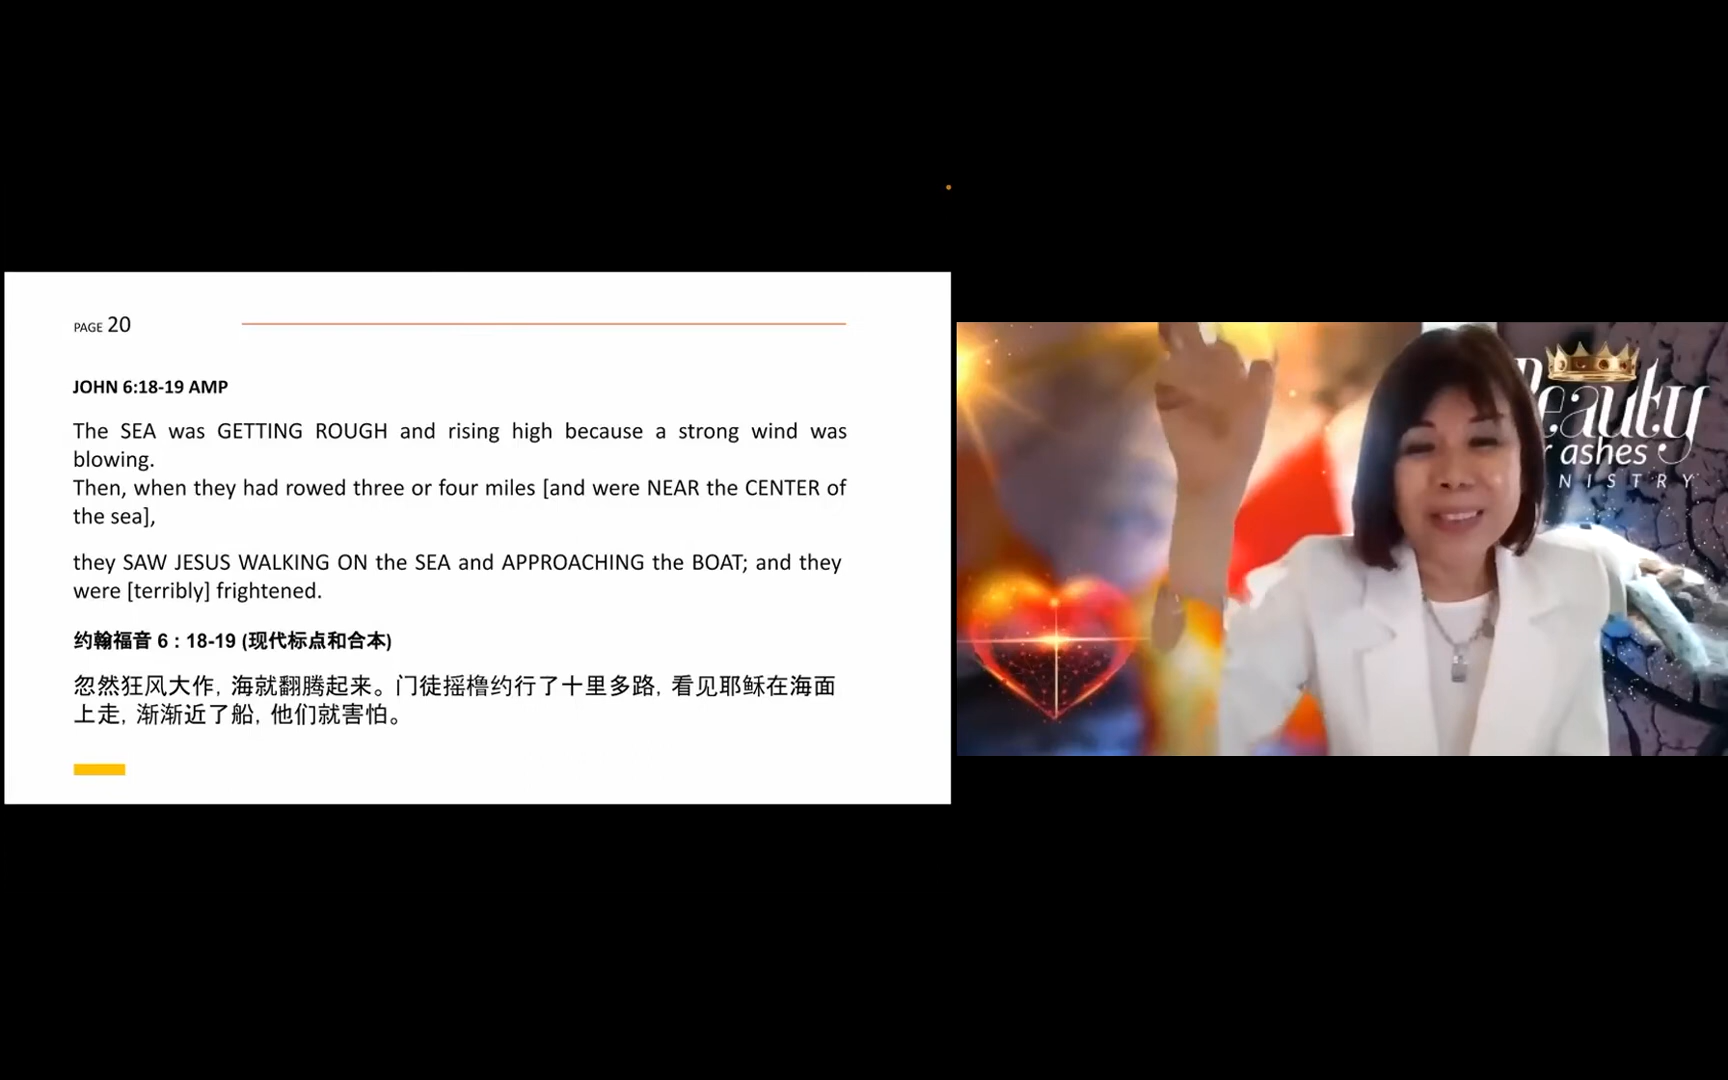 PAGE 20
JOHN 6:18-19 AMP
The SEA was GETTING ROUGH and rising high because a strong wind was
blowing.
Then, when they had rowed three or four miles [and were NEAR the CENTER of
the sea],
they SAW JESUS WALKING ON the SEA and APPROACHING the BOAT; and they
were [terribly] frightened.
约翰福音 6 : 18-19 (现代标点和合本)
忽然狂风大作, 海就翻腾起来。门徒摇橹约行了十里多路, 看见耶稣在海面
上走, 渐渐近了船, 他们就害怕。
Beauty
r ashes
NISTRY